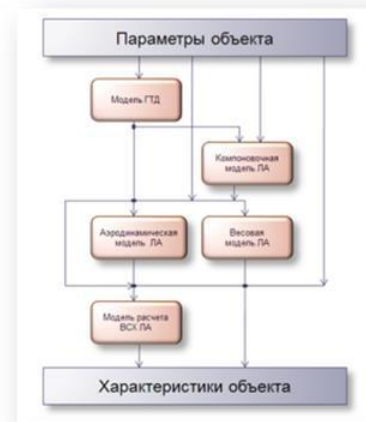 Параметры объекта
Модель ГТД
Компоновочная
модель ЛА
Аэродинамическая
модель ЛА
Весовая
модель ЛА
Модель расчета
ВСХ ЛА
Характеристики объекта